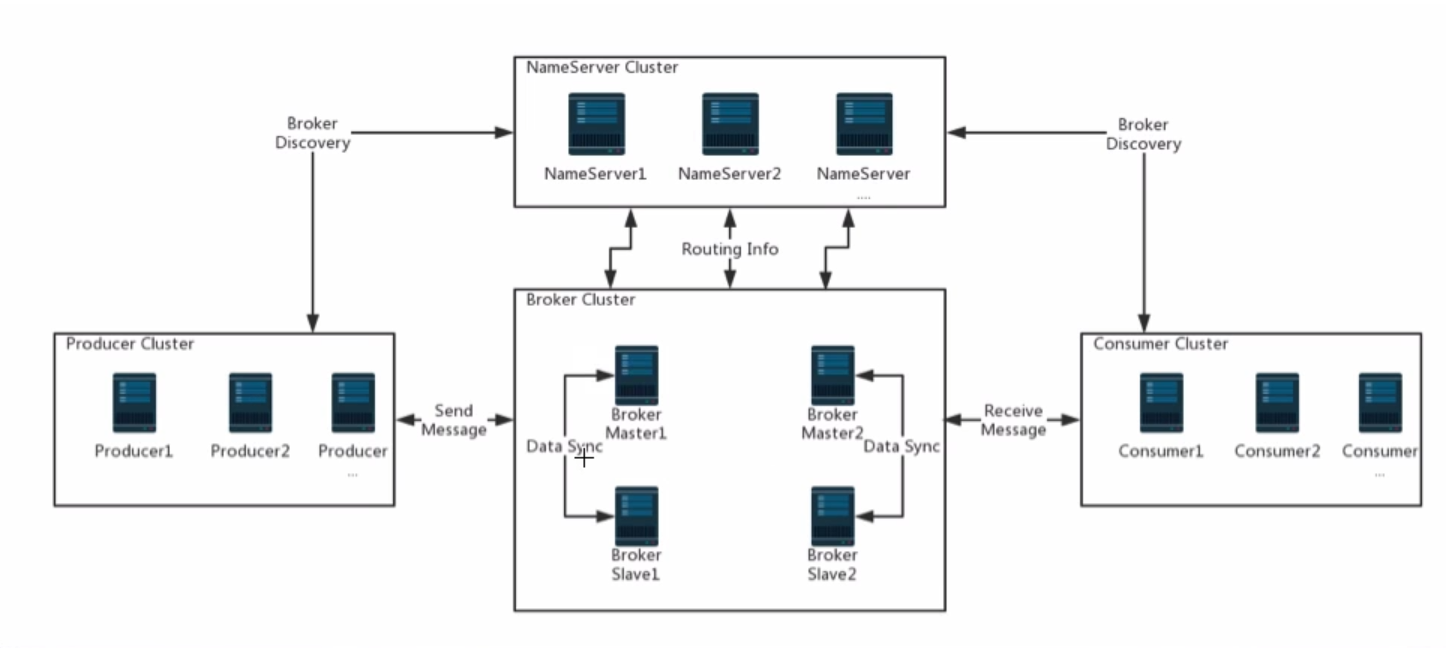 NameServer Cluster
NameServer1
NameServer2
NameServer
....
Broker
Discovery
Broker
Discovery
Routing Info
Broker Cluster
Broker
Master1
Broker
Master2
Data Sync
Data Sync
Broker
Slave1
Broker
Slave2
Producer Cluster
Producer1
Producer2
Producer
...
Send
Message
Receive
Message
Consumer Cluster
Consumer1
Consumer2
Consumer
...